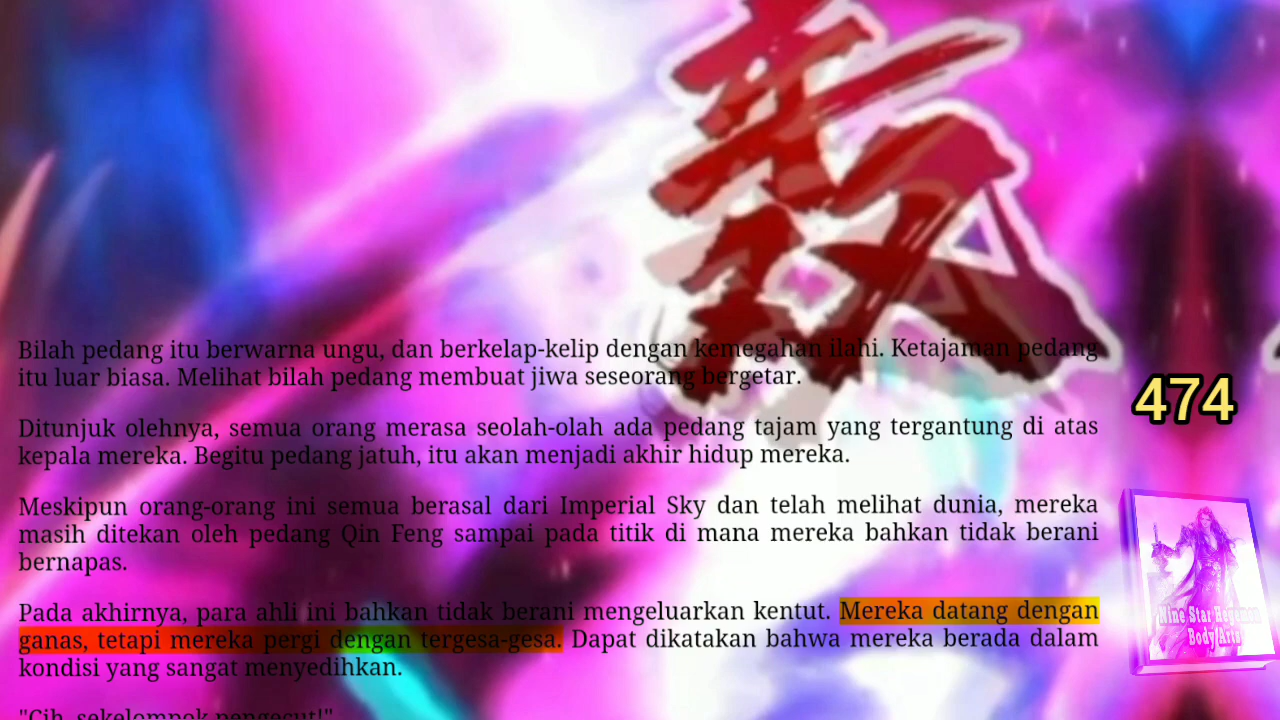 Bilah pedang itu berwarna ungu, dan berkelap-kelip dengan kemegahan ilahi. Ketajaman pedang
itu luar biasa. Melihat bilah pedang membuat jiwa seseorang bergetar.
Ditunjuk olehnya, semua orang merasa seolah-olah ada pedang tajam yang tergantung di atas
kepala mereka. Begitu pedang jatuh, itu akan menjadi akhir hidup mereka.
Meskipun orang-orang ini semua berasal dari Imperial Sky dan telah melihat dunia, mereka
masih ditekan oleh pedang Qin Feng sampai pada titik di mana mereka bahkan tidak berani
bernapas.
Pada akhirnya, para ahli ini bahkan tidak berani mengeluarkan kentut. Mereka datang dengan
ganas, tetapi mereka pergi dengan tergesa-gesa. Dapat dikatakan bahwa mereka berada dalam
kondisi yang sangat menyedihkan.
"Cih, sekelompok pengecut!"
474
Nine Star Hegemon
Body Arts